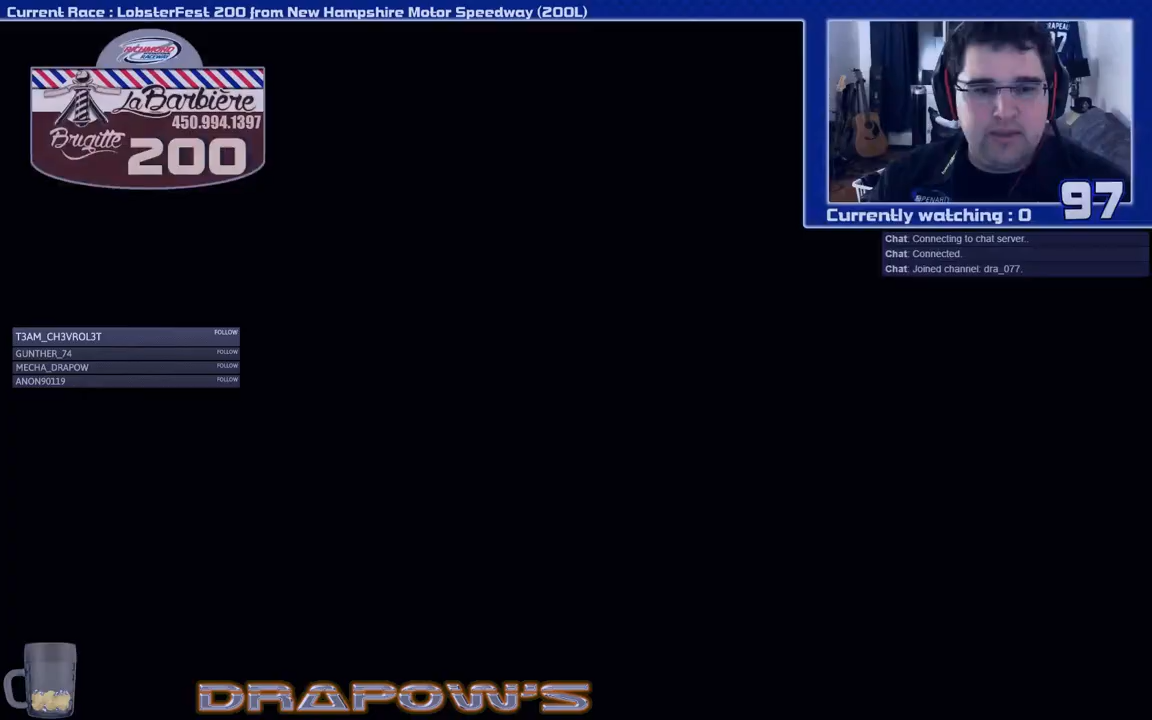 Current Race : LobsterFest 200 from New Hampshire Motor Speedway (200L)
RICHMOND
RACEWAY
La Barbière
450.994.1397
Brigitte
200
97
Currently watching : 0
Chat: Connecting to chat server..
Chat: Connected.
Chat: Joined channel: dra_077.
T3AM_CH3VROL3T FOLLOW
GUNTHER_74 FOLLOW
MECHA_DRAPOW FOLLOW
ANON90119 FOLLOW
DRAPOW'S